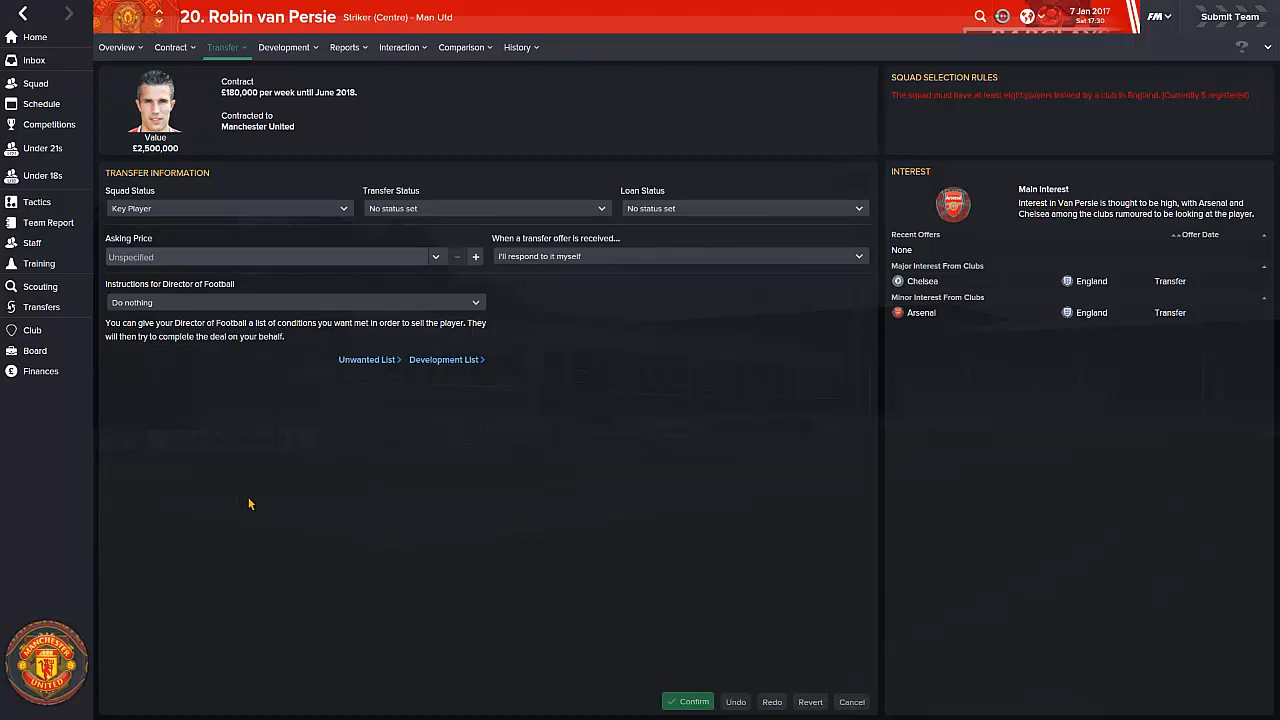 20. Robin van Persie Striker (Centre) - Man Utd
7 Jan 2017
Sat 17:30
FM
Submit Team
Home
Inbox
Squad
Schedule
Competitions
Under 21s
Under 18s
Tactics
Team Report
Staff
Training
Scouting
Transfers
Club
Board
Finances
MANCHESTER
UNITED
Overview Contract Transfer Development Reports Interaction Comparison History
Contract
£180,000 per week until June 2018.
Contracted to
Manchester United
Value
£2,500,000
SQUAD SELECTION RULES
The squad must have at least eight players trained by a club in England. (Currently 5 registered)
TRANSFER INFORMATION
Squad Status Transfer Status Loan Status
Key Player No status set No status set
Asking Price When a transfer offer is received...
Unspecified I'll respond to it myself
Instructions for Director of Football
Do nothing
You can give your Director of Football a list of conditions you want met in order to sell the player. They
will then try to complete the deal on your behalf.
Unwanted List> Development List>
INTEREST
Arsenal
Main Interest
Interest in Van Persie is thought to be high, with Arsenal and
Chelsea among the clubs rumoured to be looking at the player.
Recent Offers Offer Date
None
Major Interest From Clubs
Chelsea England Transfer
Minor Interest From Clubs
Arsenal England Transfer
Confirm Undo Redo Revert Cancel